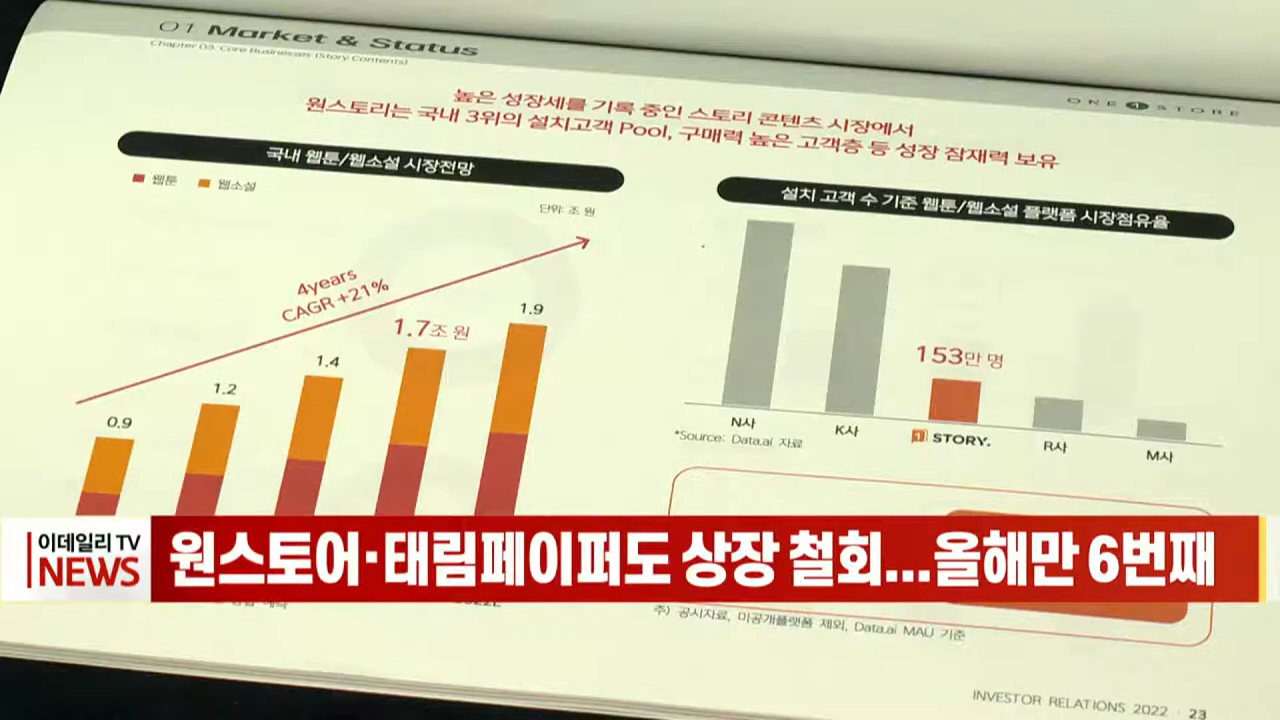 01 Market & Status
Chapter 03. Core Businesses (Story Contents)
ONE 1 STORE
높은 성장세를 기록 중인 스토리 콘텐츠 시장에서
원스토리는 국내 3위의 설치고객 Pool, 구매력 높은 고객층 등 성장 잠재력 보유
국내 웹툰/웹소설 시장전망
웹툰 웹소설
단위: 조 원
4years
CAGR +21%
0.9
1.2
1.4
1.7조 원
1.9
설치 고객 수 기준 웹툰/웹소설 플랫폼 시장점유율
153만 명
N사
K사
1 STORY.
R사
M사
*Source: Data.ai 자료
이데일리 TV
NEWS
원스토어·태림페이퍼도 상장 철회...올해만 6번째
주) 공시자료, 미공개플랫폼 제외, Data.ai MAU 기준
INVESTOR RELATIONS 2022 · 23